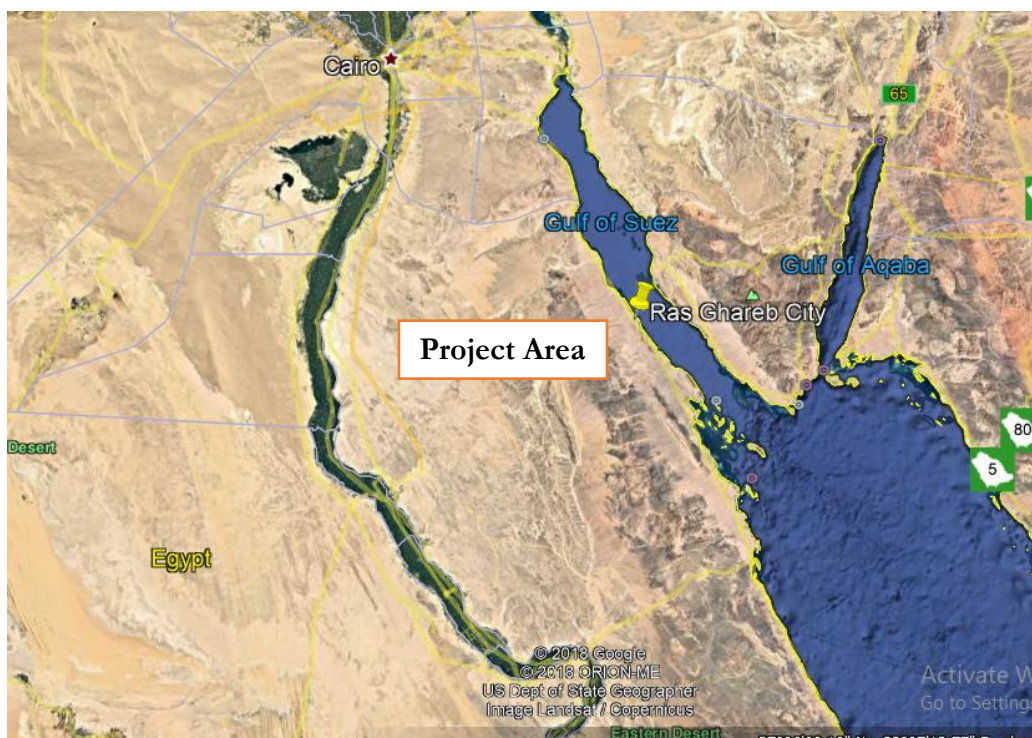 Cairo
65
Gulf of Suez
Gulf of Aqaba
Ras Ghareb City
Project Area
80
Desert
5
Egypt
© 2018 Google
© 2018 ORION-ME
US Dept of State Geographer
Image Landsat / Copernicus
Activate W
Go to Settings
Eastern Desert